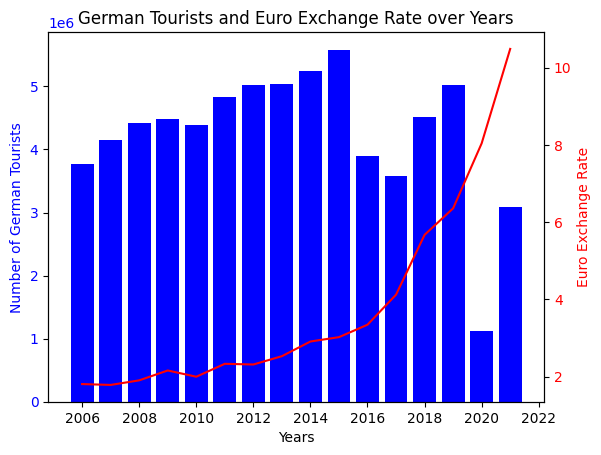 German Tourists and Euro Exchange Rate over Years
1e6
5
4
3
2
1
0
Number of German Tourists
10
8
6
4
2
Euro Exchange Rate
2006 2008 2010 2012 2014 2016 2018 2020 2022
Years